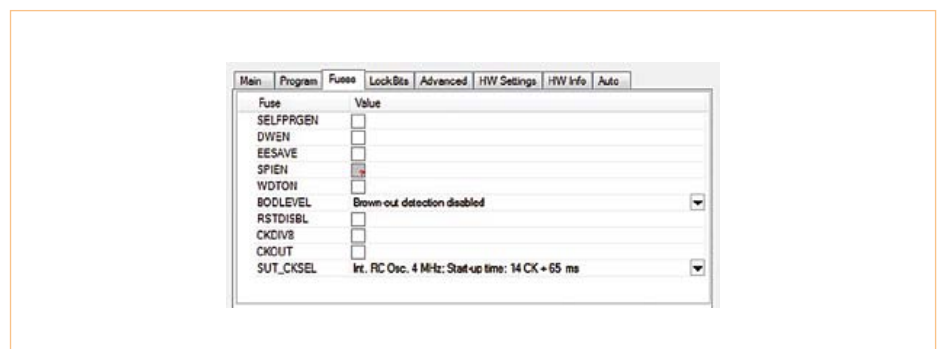 Main Program Fuses LockBits Advanced HW Settings HW Info Auto
Fuse Value
SELFPRGEN
DWEN
EESAVE
SPIEN
WDTON
BODLEVEL Brown-out detection disabled
RSTDISBL
CKDIV8
CKOUT
SUT_CKSEL Int. RC Osc. 4 MHz; Start-up time: 14 CK + 65 ms